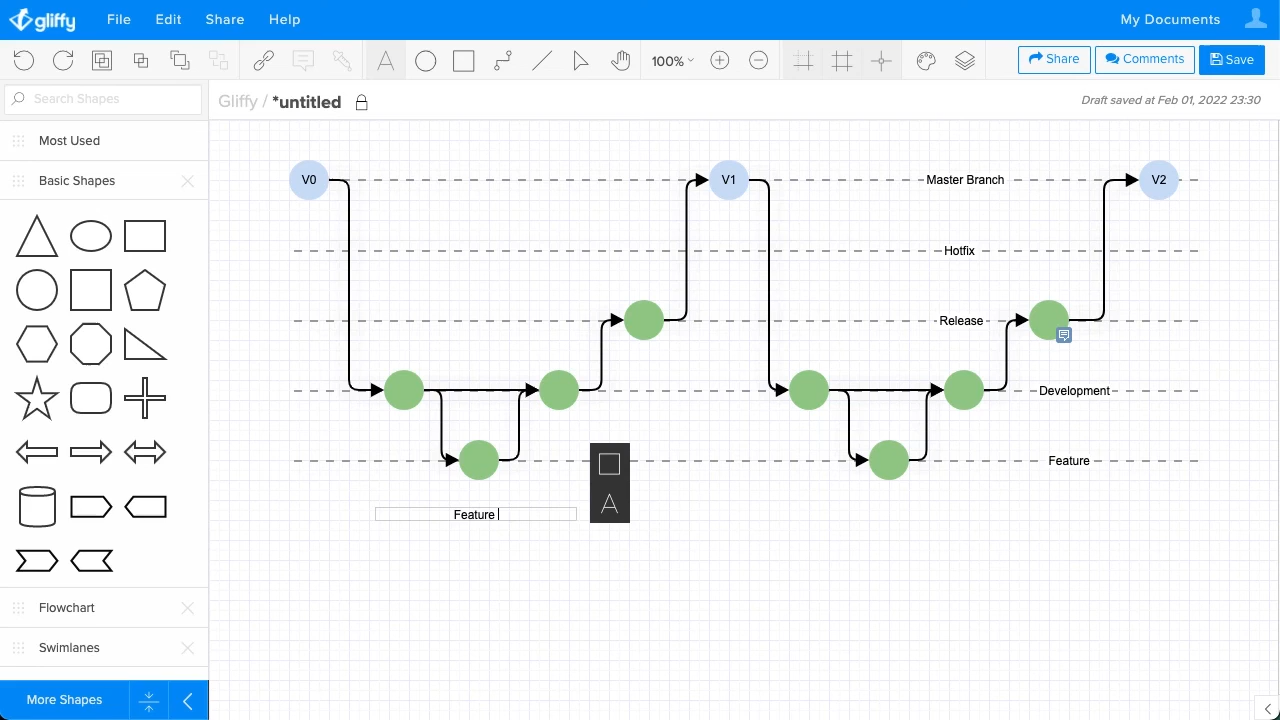 gliffy File Edit Share Help My Documents
A 100% Share Comments Save
Search Shapes
Gliffy / *untitled
Draft saved at Feb 01, 2022 23:30
Most Used
Basic Shapes
V0 V1 Master Branch V2
Hotfix
Release
Development
Feature
A
Feature
Flowchart
Swimlanes
More Shapes